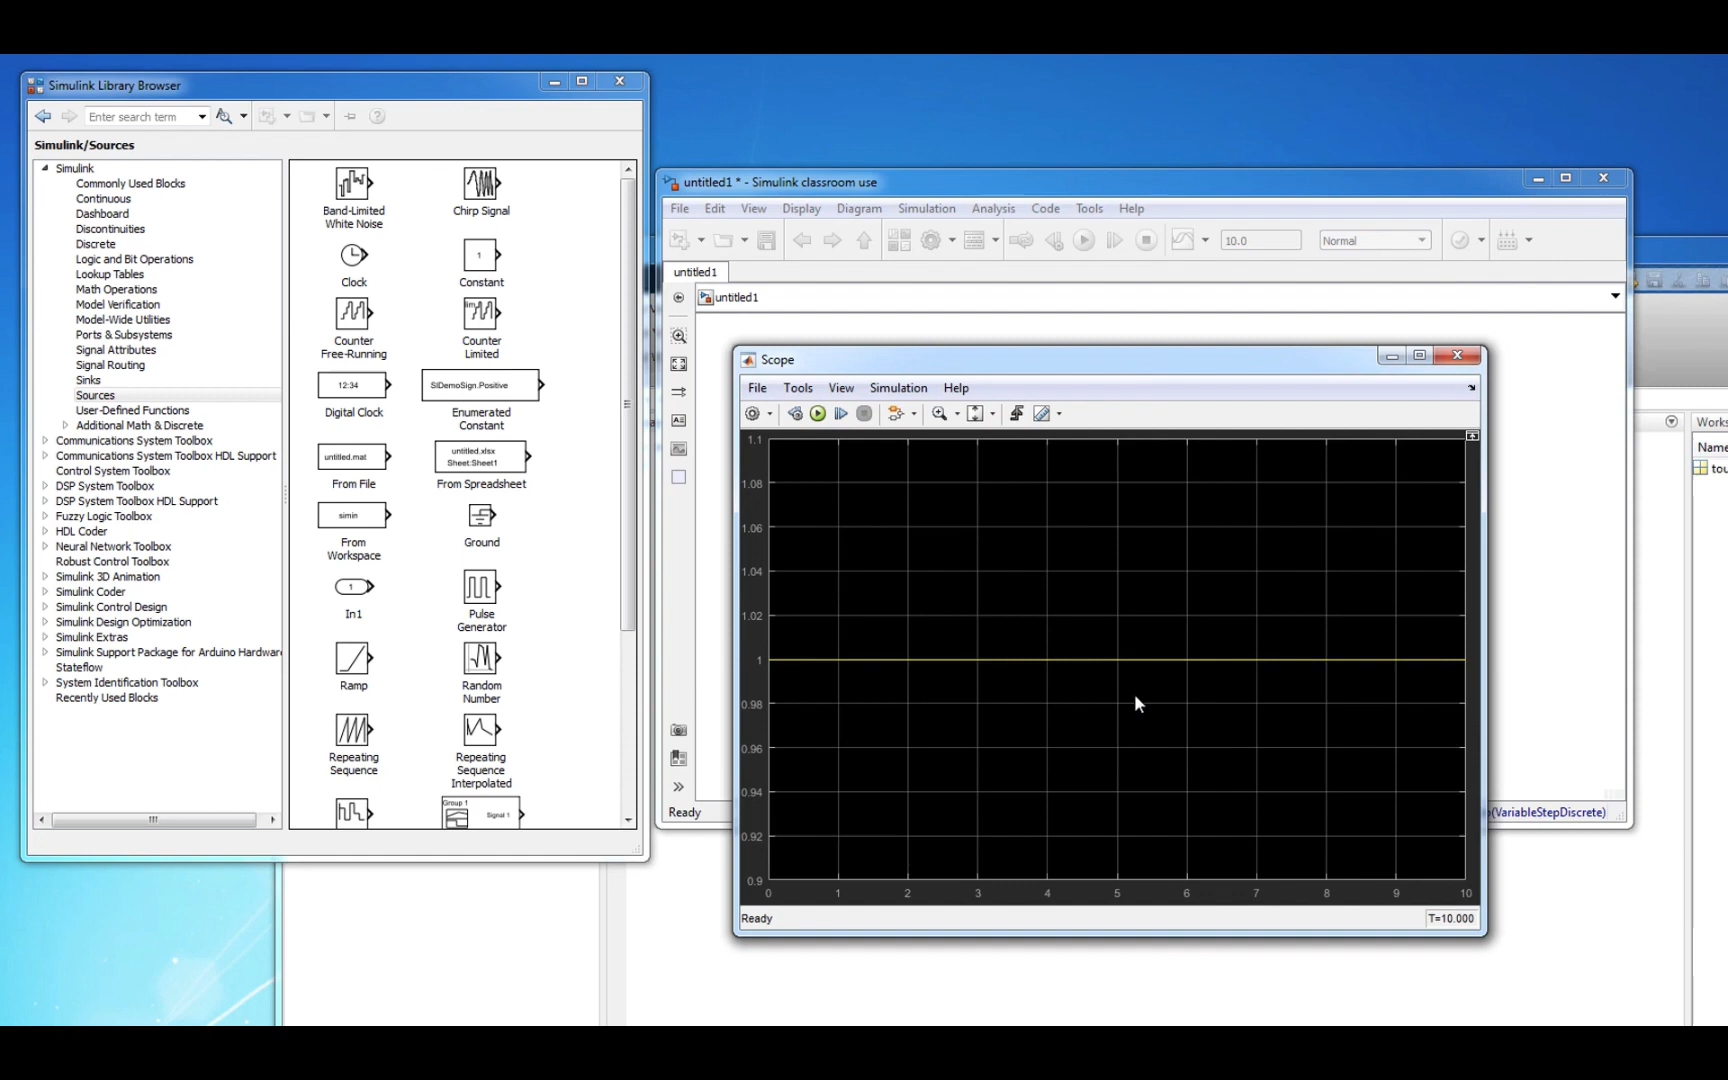 Simulink Library Browser
Enter search term
Simulink/Sources
Simulink
Commonly Used Blocks
Continuous
Dashboard
Discontinuities
Discrete
Logic and Bit Operations
Lookup Tables
Math Operations
Model Verification
Model-Wide Utilities
Ports & Subsystems
Signal Attributes
Signal Routing
Sinks
Sources
User-Defined Functions
Additional Math & Discrete
Communications System Toolbox
Communications System Toolbox HDL Support
Control System Toolbox
DSP System Toolbox
DSP System Toolbox HDL Support
Fuzzy Logic Toolbox
HDL Coder
Neural Network Toolbox
Robust Control Toolbox
Simulink 3D Animation
Simulink Coder
Simulink Control Design
Simulink Design Optimization
Simulink Extras
Simulink Support Package for Arduino Hardware
Stateflow
System Identification Toolbox
Recently Used Blocks
Band-Limited
White Noise
Chirp Signal
Clock
1
Constant
Counter
Free-Running
lim
Counter
Limited
12:34
Digital Clock
SlDemoSign.Positive
Enumerated
Constant
untitled.mat
From File
untitled.xlsx
Sheet:Sheet1
From Spreadsheet
simin
From
Workspace
Ground
1
In1
Pulse
Generator
Ramp
Random
Number
Repeating
Sequence
Repeating
Sequence
Interpolated
Group 1
Signal 1
untitled1 * - Simulink classroom use
File Edit View Display Diagram Simulation Analysis Code Tools Help
10.0
Normal
untitled1
untitled1
Ready
(VariableStepDiscrete)
Scope
File Tools View Simulation Help
1.1
1.08
1.06
1.04
1.02
1
0.98
0.96
0.94
0.92
0.9
0 1 2 3 4 5 6 7 8 9 10
Ready
T=10.000
Works
Name
tou